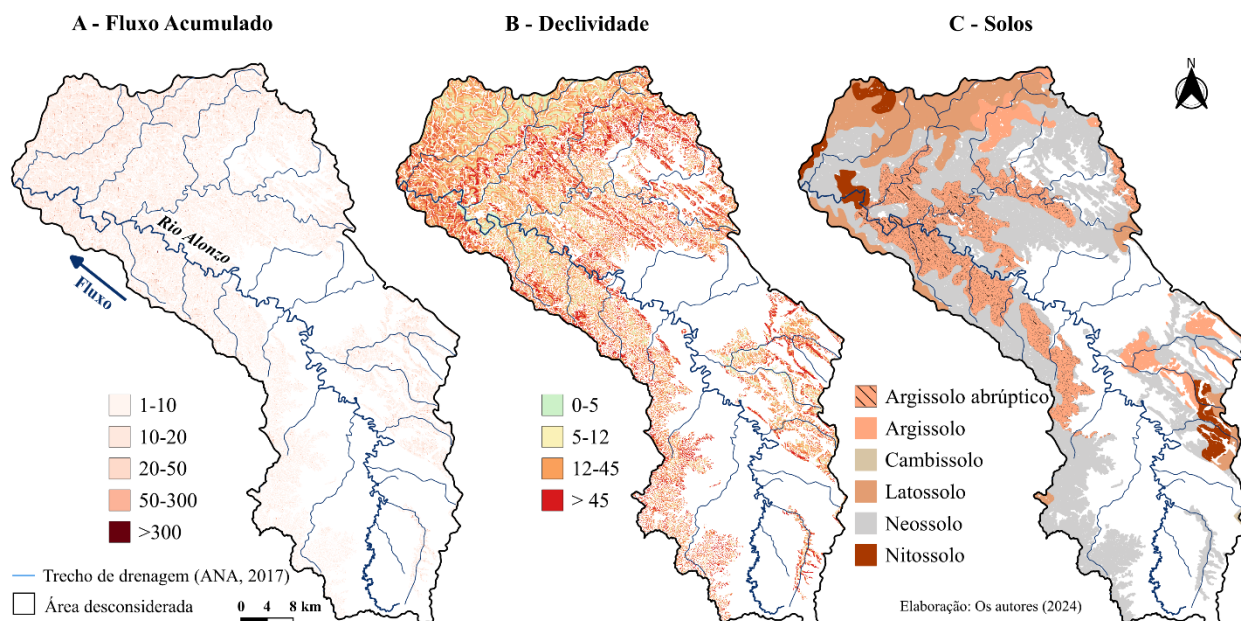 A - Fluxo Acumulado
B - Declividade
C - Solos
N
Rio Alonzo
Fluxo
1-10
10-20
20-50
50-300
>300
Trecho de drenagem (ANA, 2017)
Área desconsiderada
0 4 8 km
0-5
5-12
12-45
> 45
Argissolo abrúptico
Argissolo
Cambissolo
Latossolo
Neossolo
Nitossolo
Elaboração: Os autores (2024)